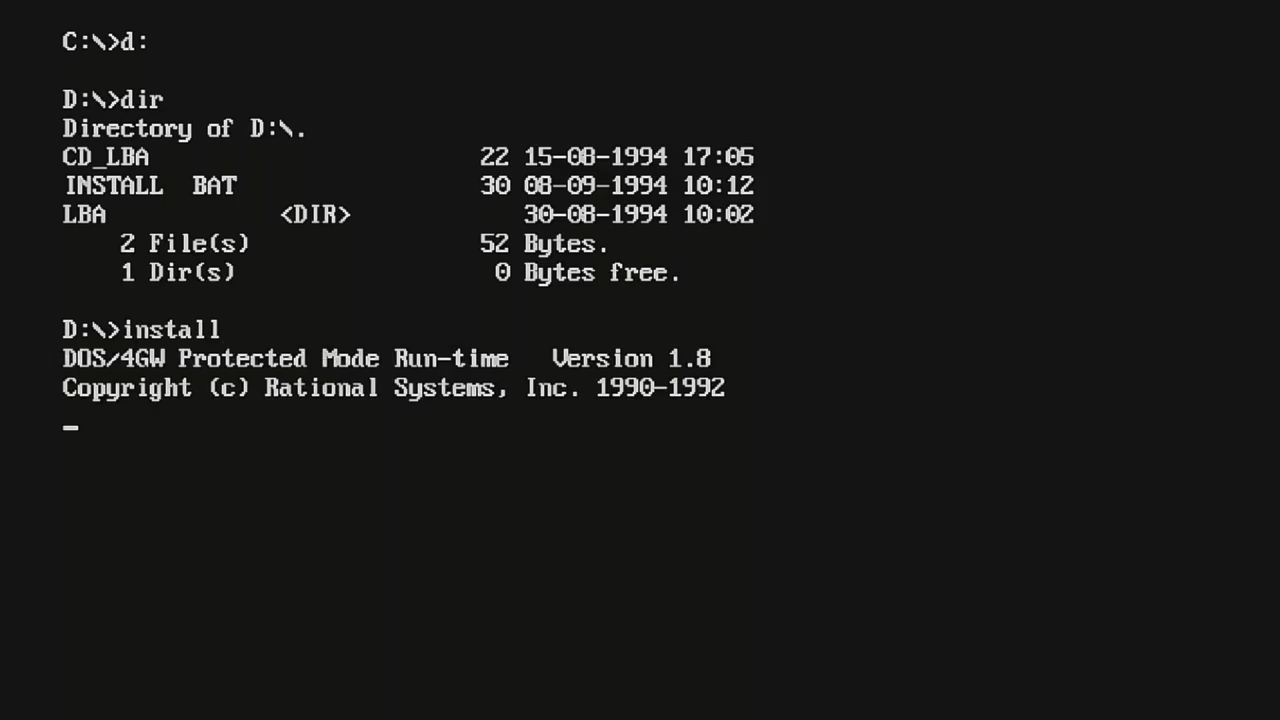 C:\>d:
D:\>dir
Directory of D:\.
CD_LBA 22 15-08-1994 17:05
INSTALL BAT 30 08-09-1994 10:12
LBA <DIR> 30-08-1994 10:02
2 File(s) 52 Bytes.
1 Dir(s) 0 Bytes free.
D:\>install
DOS/4GW Protected Mode Run-time Version 1.8
Copyright (c) Rational Systems, Inc. 1990-1992